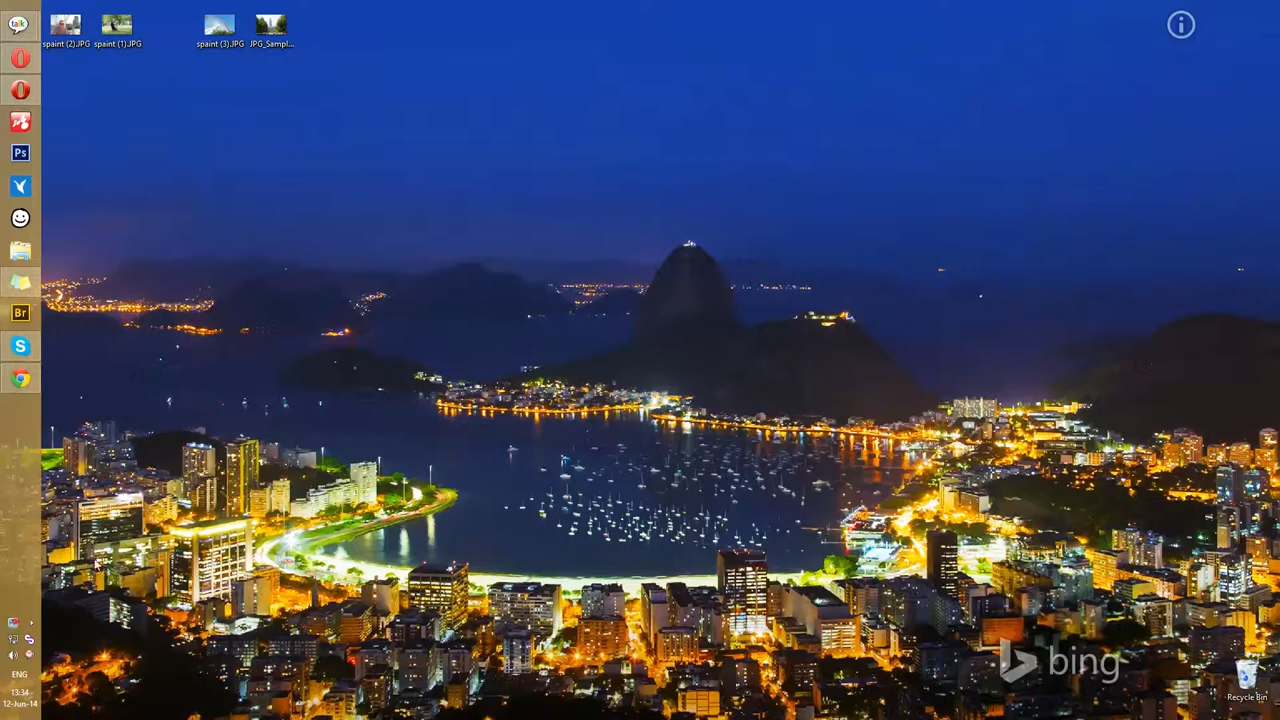 talk
spaint (2).JPG
spaint (1).JPG
spaint (3).JPG
JPG_Sampl...
Ps
Br
S
bing
Recycle Bin
ENG
13:34
12-Jun-14